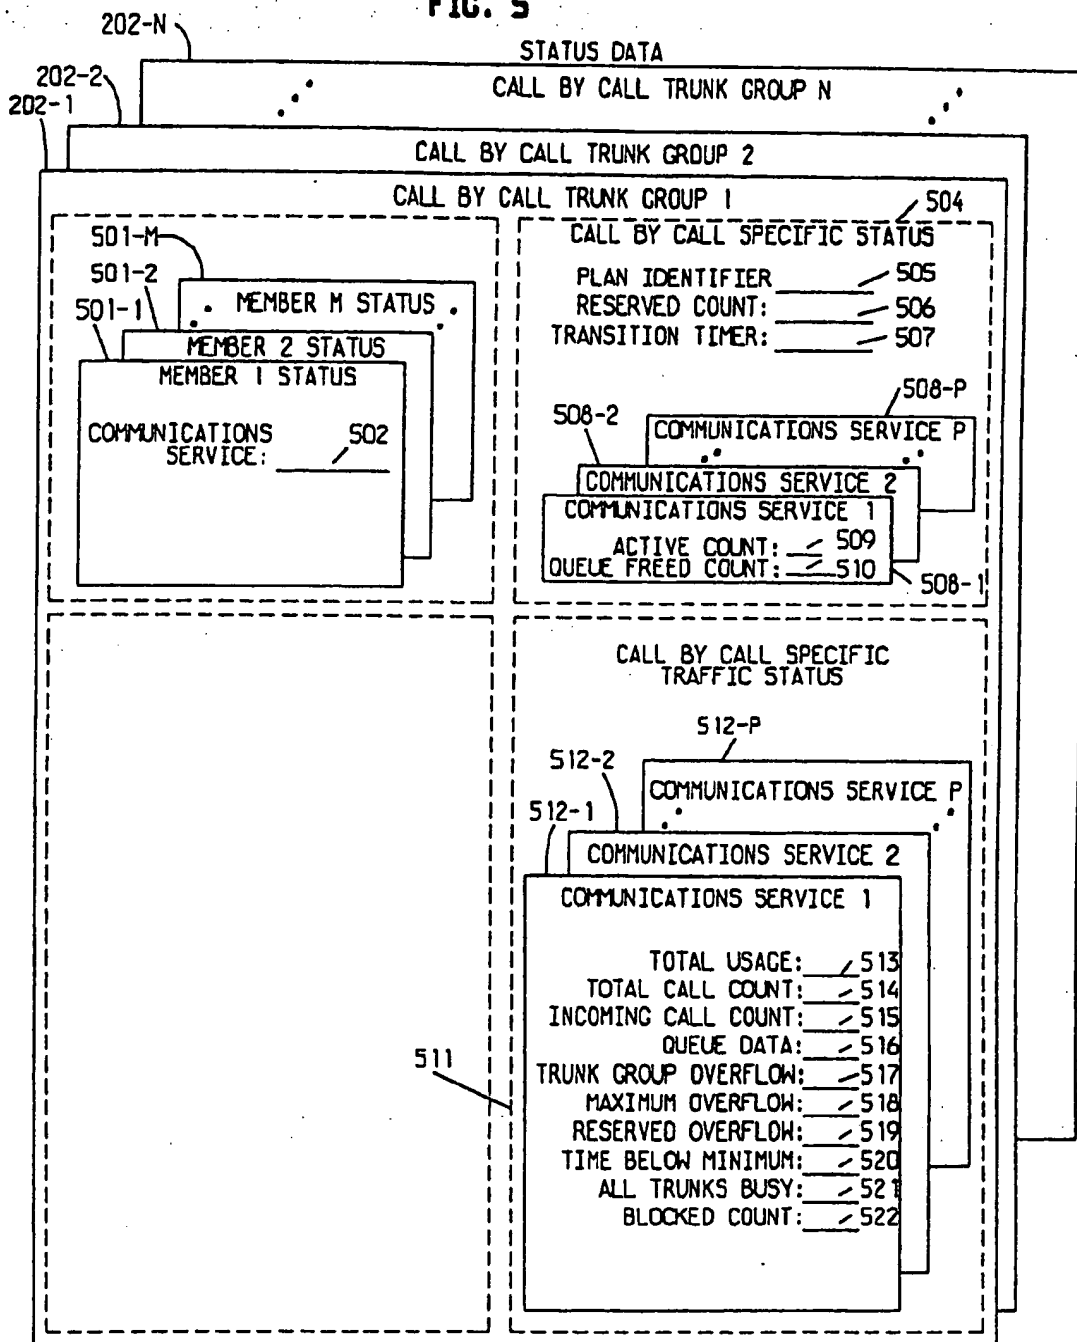 FIG. 5
202-N
STATUS DATA
202-2
CALL BY CALL TRUNK GROUP N
202-1
CALL BY CALL TRUNK GROUP 2
CALL BY CALL TRUNK GROUP 1
504
501-M
CALL BY CALL SPECIFIC STATUS
501-2
PLAN IDENTIFIER 505
MEMBER M STATUS
RESERVED COUNT: 506
501-1
TRANSITION TIMER: 507
MEMBER 2 STATUS
MEMBER 1 STATUS
508-P
508-2
COMMUNICATIONS SERVICE P
COMMUNICATIONS
SERVICE: 502
COMMUNICATIONS SERVICE 2
COMMUNICATIONS SERVICE 1
ACTIVE COUNT: 509
QUEUE FREED COUNT: 510
508-1
CALL BY CALL SPECIFIC
TRAFFIC STATUS
512-P
512-2
COMMUNICATIONS SERVICE P
512-1
COMMUNICATIONS SERVICE 2
COMMUNICATIONS SERVICE 1
TOTAL USAGE: 513
TOTAL CALL COUNT: 514
INCOMING CALL COUNT: 515
QUEUE DATA: 516
511
TRUNK GROUP OVERFLOW: 517
MAXIMUM OVERFLOW: 518
RESERVED OVERFLOW: 519
TIME BELOW MINIMUM: 520
ALL TRUNKS BUSY: 521
BLOCKED COUNT: 522